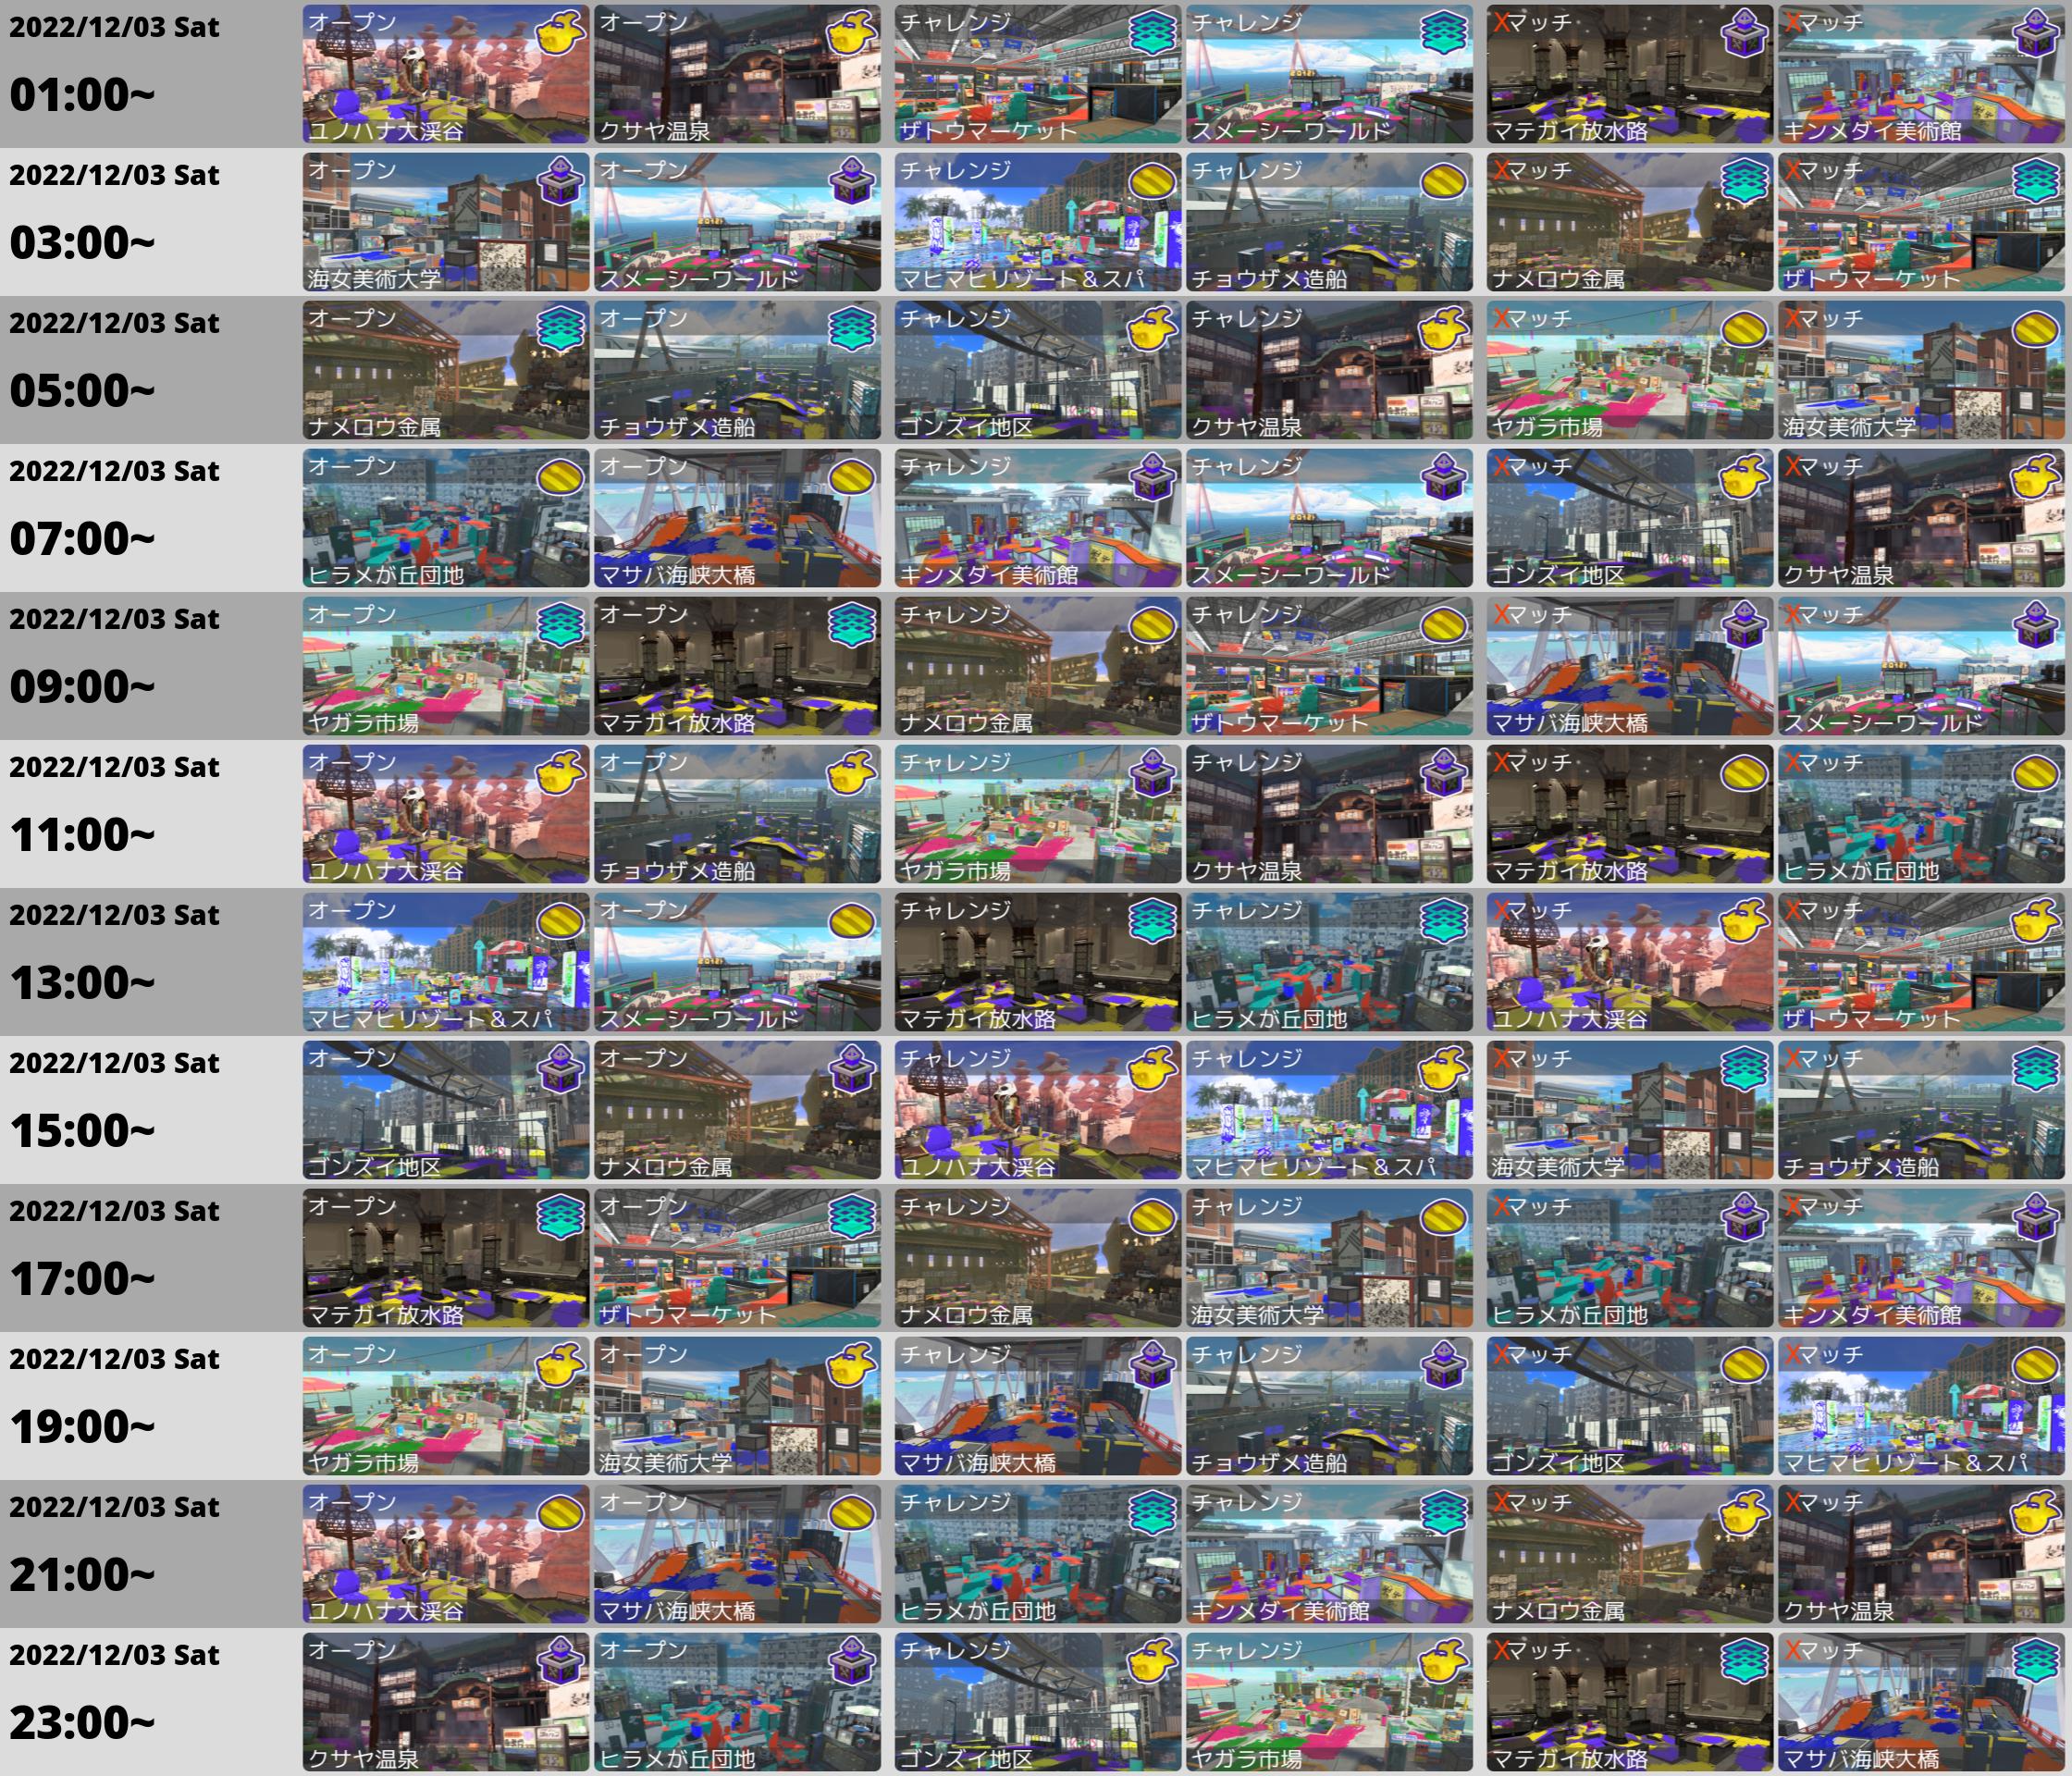 2022/12/03 Sat
01:00~
オープン オープン チャレンジ チャレンジ Xマッチ Xマッチ
ユノハナ大渓谷 クサヤ温泉 ザトウマーケット スメーシーワールド マテガイ放水路 キンメダイ美術館
2022/12/03 Sat
03:00~
オープン オープン チャレンジ チャレンジ Xマッチ Xマッチ
海女美術大学 スメーシーワールド マヒマヒリゾート&スパ チョウザメ造船 ナメロウ金属 ザトウマーケット
2022/12/03 Sat
05:00~
オープン オープン チャレンジ チャレンジ Xマッチ Xマッチ
ナメロウ金属 チョウザメ造船 ゴンズイ地区 クサヤ温泉 ヤガラ市場 海女美術大学
2022/12/03 Sat
07:00~
オープン オープン チャレンジ チャレンジ Xマッチ Xマッチ
ヒラメが丘団地 マサバ海峡大橋 キンメダイ美術館 スメーシーワールド ゴンズイ地区 クサヤ温泉
2022/12/03 Sat
09:00~
オープン オープン チャレンジ チャレンジ Xマッチ Xマッチ
ヤガラ市場 マテガイ放水路 ナメロウ金属 ザトウマーケット マサバ海峡大橋 スメーシーワールド
2022/12/03 Sat
11:00~
オープン オープン チャレンジ チャレンジ Xマッチ Xマッチ
ユノハナ大渓谷 チョウザメ造船 ヤガラ市場 クサヤ温泉 マテガイ放水路 ヒラメが丘団地
2022/12/03 Sat
13:00~
オープン オープン チャレンジ チャレンジ Xマッチ Xマッチ
マヒマヒリゾート&スパ スメーシーワールド マテガイ放水路 ヒラメが丘団地 ユノハナ大渓谷 ザトウマーケット
2022/12/03 Sat
15:00~
オープン オープン チャレンジ チャレンジ Xマッチ Xマッチ
ゴンズイ地区 ナメロウ金属 ユノハナ大渓谷 マヒマヒリゾート&スパ 海女美術大学 チョウザメ造船
2022/12/03 Sat
17:00~
オープン オープン チャレンジ チャレンジ Xマッチ Xマッチ
マテガイ放水路 ザトウマーケット ナメロウ金属 海女美術大学 ヒラメが丘団地 キンメダイ美術館
2022/12/03 Sat
19:00~
オープン オープン チャレンジ チャレンジ Xマッチ Xマッチ
ヤガラ市場 海女美術大学 マサバ海峡大橋 チョウザメ造船 ゴンズイ地区 マヒマヒリゾート&スパ
2022/12/03 Sat
21:00~
オープン オープン チャレンジ チャレンジ Xマッチ Xマッチ
ユノハナ大渓谷 マサバ海峡大橋 ヒラメが丘団地 キンメダイ美術館 ナメロウ金属 クサヤ温泉
2022/12/03 Sat
23:00~
オープン オープン チャレンジ チャレンジ Xマッチ Xマッチ
クサヤ温泉 ヒラメが丘団地 ゴンズイ地区 ヤガラ市場 マテガイ放水路 マサバ海峡大橋